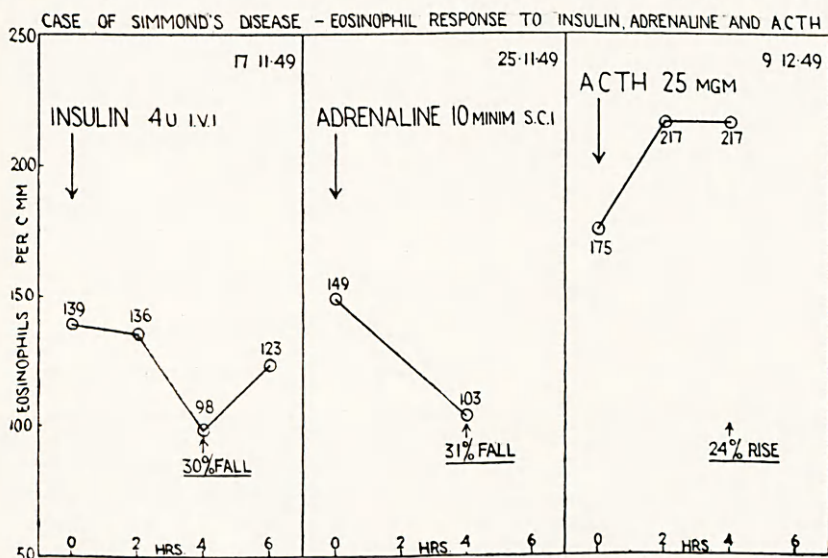 CASE OF SIMMOND'S DISEASE - EOSINOPHIL RESPONSE TO INSULIN, ADRENALINE AND ACTH
250
200
150
100
50
EOSINOPHILS PER C MM
17 11·49
INSULIN 4U I.V.I
139
136
98
123
30% FALL
0 2 HRS. 4 6
25·11·49
ADRENALINE 10 MINIM S.C.I
149
103
31% FALL
0 2 HRS. 4 6
9 12·49
ACTH 25 MGM
175
217
217
24% RISE
0 2 HRS. 4 6